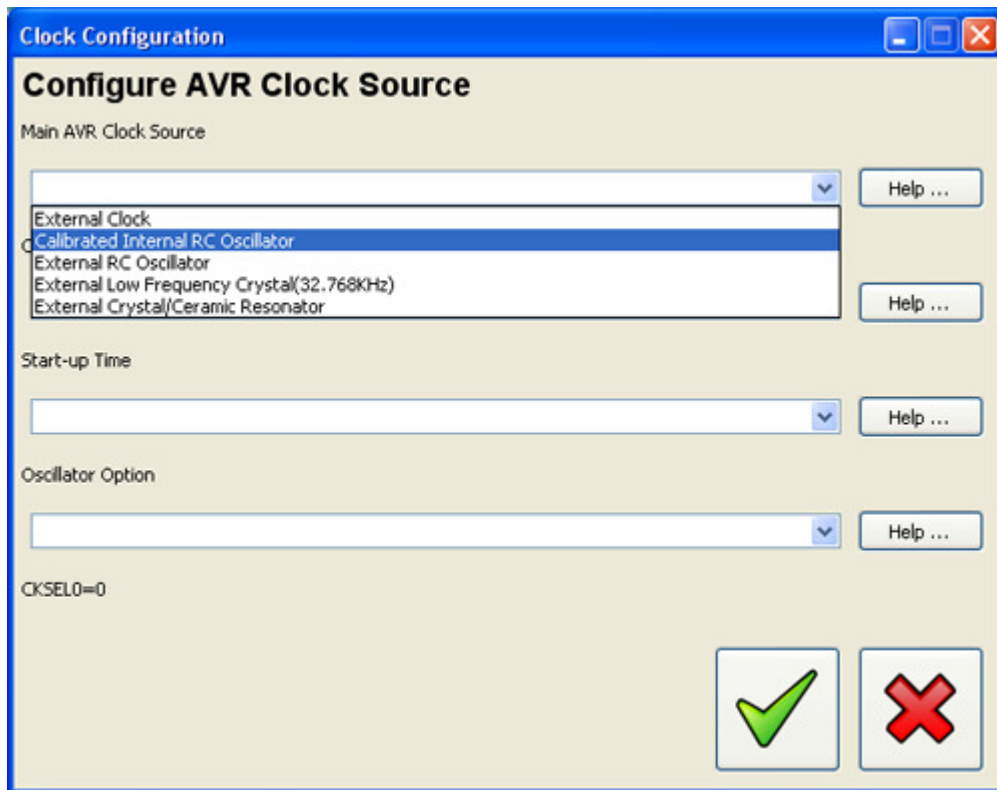 Clock Configuration
Configure AVR Clock Source
Main AVR Clock Source
Help ...
External Clock
Calibrated Internal RC Oscillator
External RC Oscillator
External Low Frequency Crystal(32.768KHz)
External Crystal/Ceramic Resonator
Help ...
Start-up Time
Help ...
Oscillator Option
Help ...
CKSEL0=0